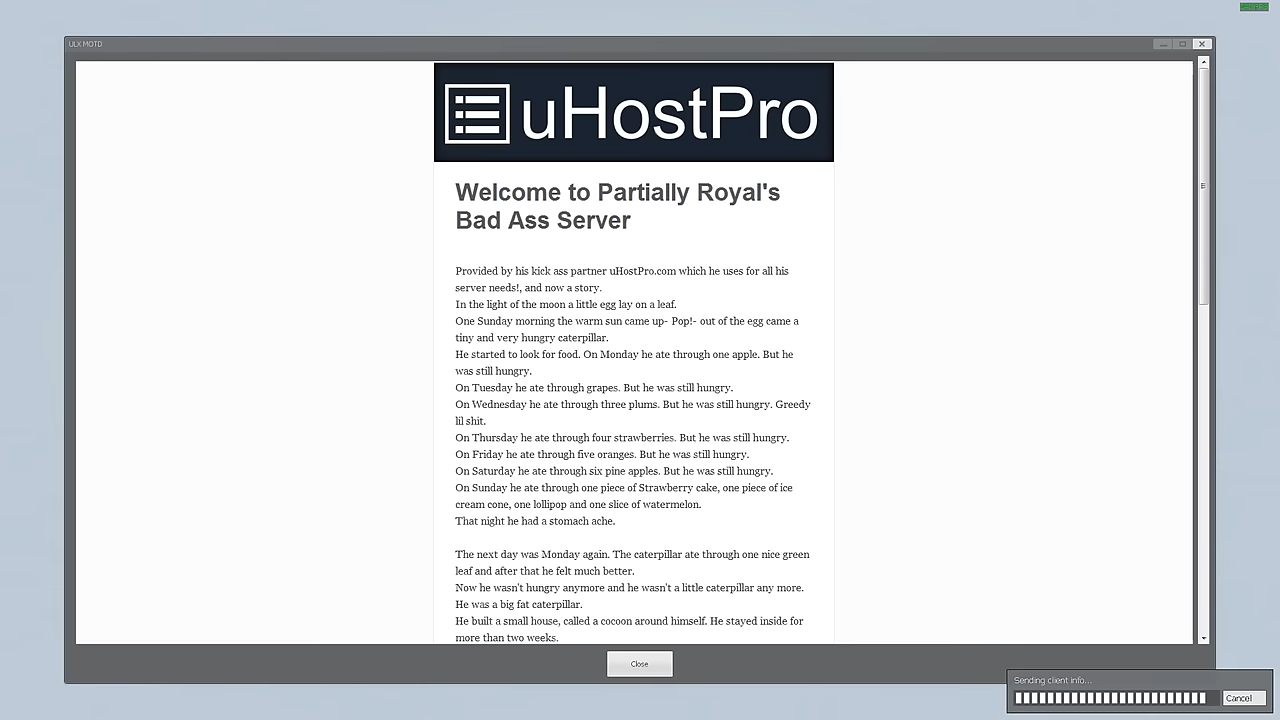 ULX MOTD
uHostPro
Welcome to Partially Royal's
Bad Ass Server
Provided by his kick ass partner uHostPro.com which he uses for all his
server needs!, and now a story.
In the light of the moon a little egg lay on a leaf.
One Sunday morning the warm sun came up- Pop!- out of the egg came a
tiny and very hungry caterpillar.
He started to look for food. On Monday he ate through one apple. But he
was still hungry.
On Tuesday he ate through grapes. But he was still hungry.
On Wednesday he ate through three plums. But he was still hungry. Greedy
lil shit.
On Thursday he ate through four strawberries. But he was still hungry.
On Friday he ate through five oranges. But he was still hungry.
On Saturday he ate through six pine apples. But he was still hungry.
On Sunday he ate through one piece of Strawberry cake, one piece of ice
cream cone, one lollipop and one slice of watermelon.
That night he had a stomach ache.
The next day was Monday again. The caterpillar ate through one nice green
leaf and after that he felt much better.
Now he wasn't hungry anymore and he wasn't a little caterpillar any more.
He was a big fat caterpillar.
He built a small house, called a cocoon around himself. He stayed inside for
more than two weeks.
Close
Sending client info...
Cancel